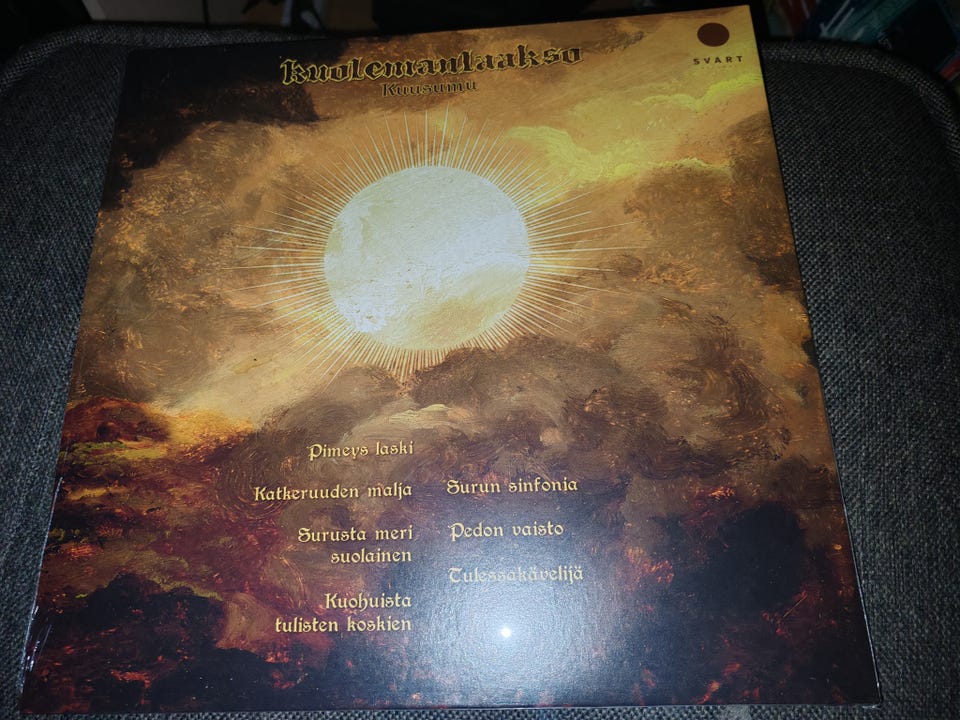 Kuolemanlaakso
Kuusumu
SVART
Pimeys laski
Katkeruuden malja
Surusta meri
suolainen
Kuohuista
tulisten koskien
Surun sinfonia
Pedon vaisto
Tulessakävelijä